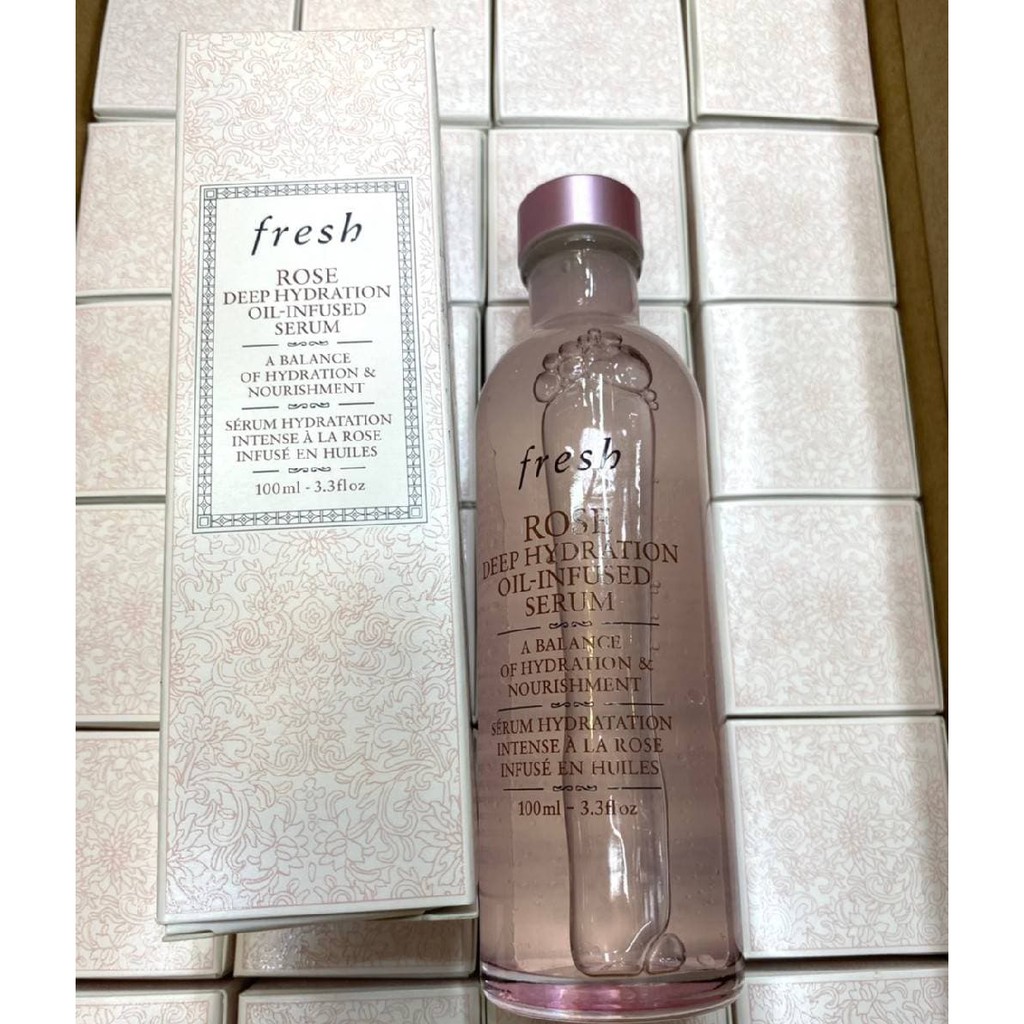 fresh
ROSE
DEEP HYDRATION
OIL-INFUSED
SERUM
A BALANCE
OF HYDRATION &
NOURISHMENT
SÉRUM HYDRATATION
INTENSE À LA ROSE
INFUSÉ EN HUILES
100ml - 3.3fl oz
fresh
ROSE
DEEP HYDRATION
OIL-INFUSED
SERUM
A BALANCE
OF HYDRATION &
NOURISHMENT
SÉRUM HYDRATATION
INTENSE À LA ROSE
INFUSÉ EN HUILES
100ml - 3.3fl oz